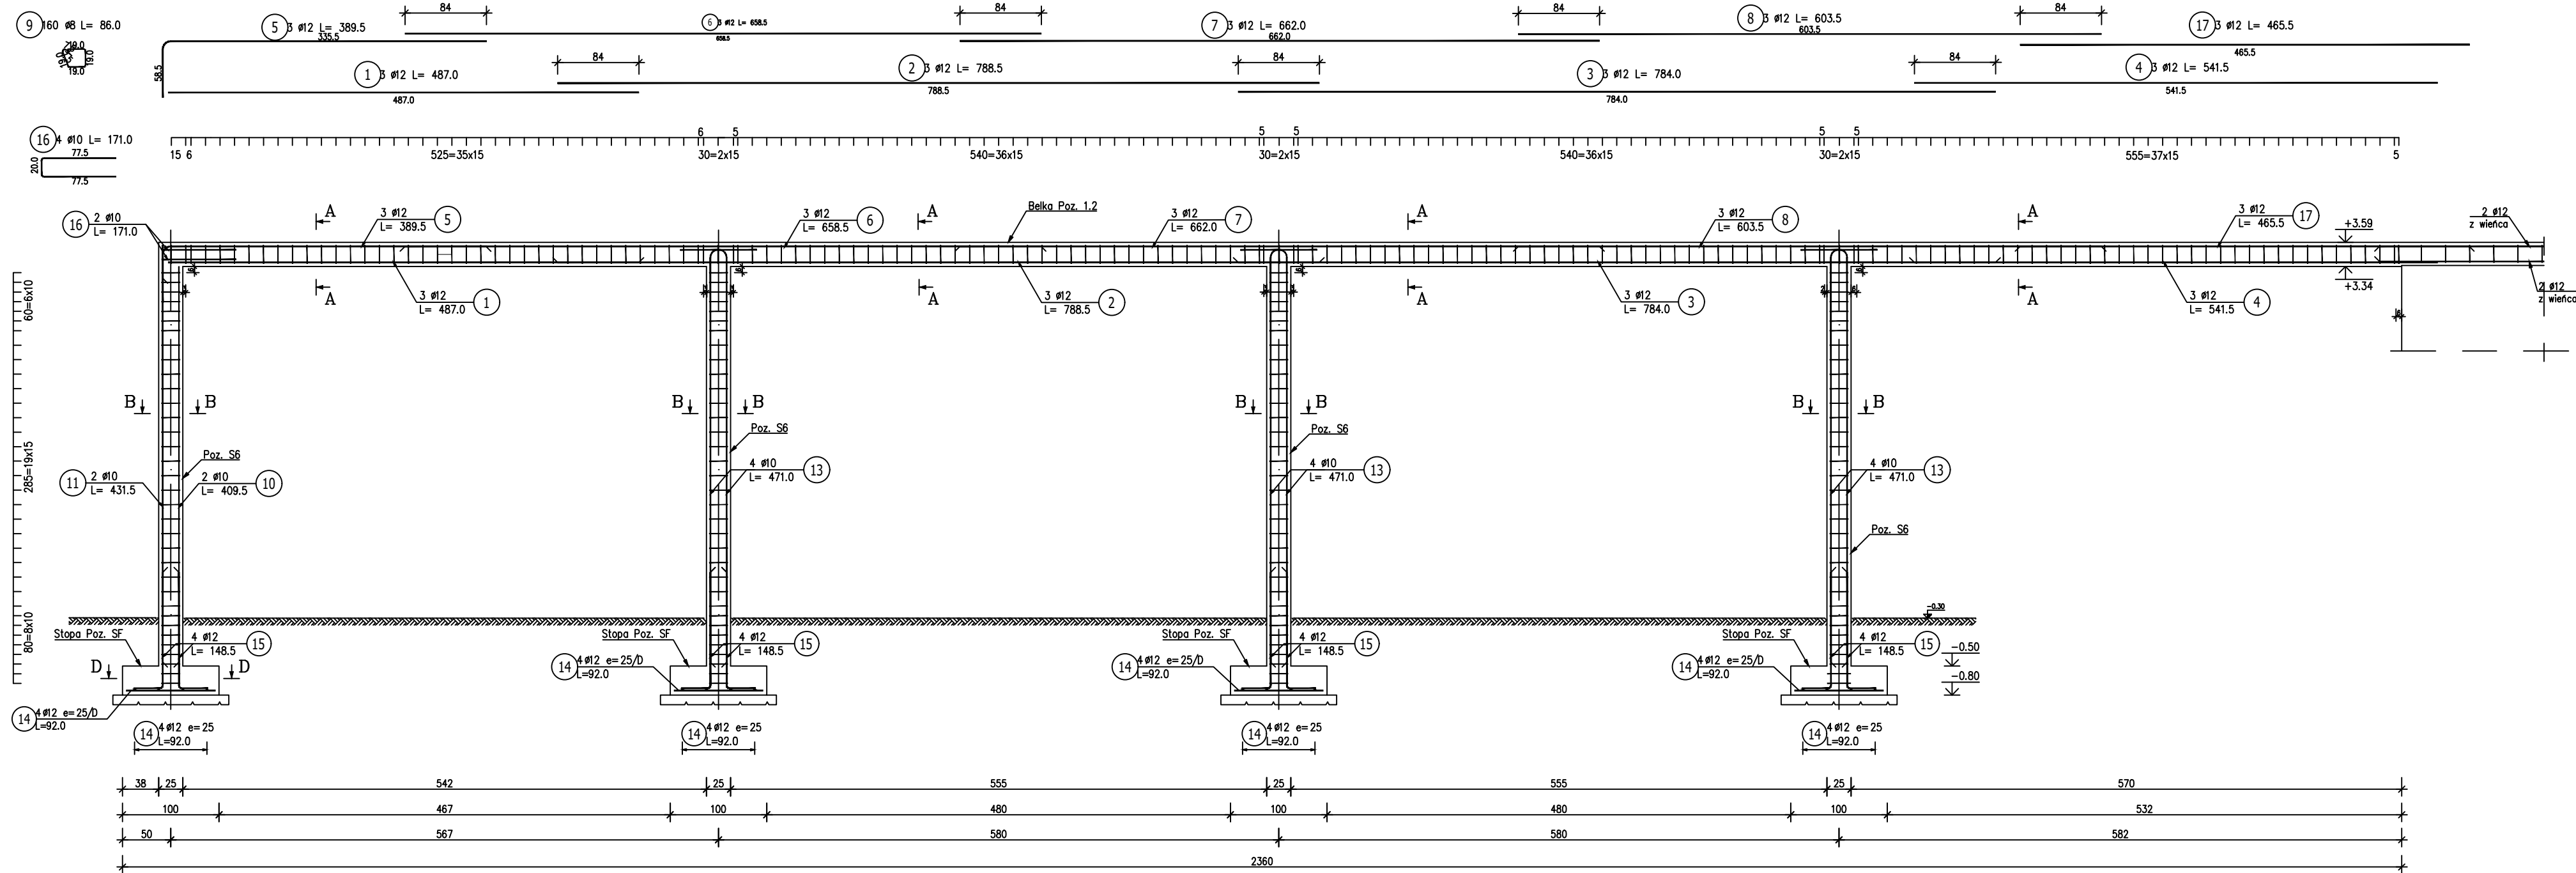 84
84
84
84
9 160 ø8 L= 86.0
19.0
19.0
19.0
19.0
5 3 ø12 L= 389.5
335.5
58.5
6 3 ø12 L= 658.5
658.5
7 3 ø12 L= 662.0
662.0
8 3 ø12 L= 603.5
603.5
17 3 ø12 L= 465.5
465.5
84
84
84
1 3 ø12 L= 487.0
487.0
2 3 ø12 L= 788.5
788.5
3 3 ø12 L= 784.0
784.0
4 3 ø12 L= 541.5
541.5
16 4 ø10 L= 171.0
77.5
20.0
77.5
6 5 5 5 5 5
15 6 525=35x15 30=2x15 540=36x15 30=2x15 540=36x15 30=2x15 555=37x15 5
16 2 ø10
L= 171.0
A
3 ø12
L= 389.5 5
3 ø12
L= 658.5 6
A
Belka Poz. 1.2
3 ø12
L= 662.0 7
A
3 ø12
L= 603.5 8
A
3 ø12
L= 465.5 17
+3.59
2 ø12
z wieńca
A
3 ø12
L= 487.0 1
A
3 ø12
L= 788.5 2
A
3 ø12
L= 784.0 3
A
3 ø12
L= 541.5 4
+3.34
2 ø12
z wieńca
60=6x10
285=19x15
80=8x10
B B B B B B B B
Poz. S6
Poz. S6
Poz. S6
Poz. S6
11 2 ø10
L= 431.5
2 ø10
L= 409.5 10
4 ø10
L= 471.0 13
4 ø10
L= 471.0 13
4 ø10
L= 471.0 13
-0.30
Stopa Poz. SF
4 ø12
L= 148.5 15
Stopa Poz. SF
4 ø12
L= 148.5 15
Stopa Poz. SF
4 ø12
L= 148.5 15
Stopa Poz. SF
4 ø12
L= 148.5 15
-0.50
-0.80
D D
14 4ø12 e=25/D
L=92.0
14 4ø12 e=25/D
L=92.0
14 4ø12 e=25/D
L=92.0
14 4ø12 e=25/D
L=92.0
14 4ø12 e=25
L=92.0
14 4ø12 e=25
L=92.0
14 4ø12 e=25
L=92.0
14 4ø12 e=25
L=92.0
38 25 542 25 555 25 555 25 570
100 467 100 480 100 480 100 532
50 567 580 580 582
2360